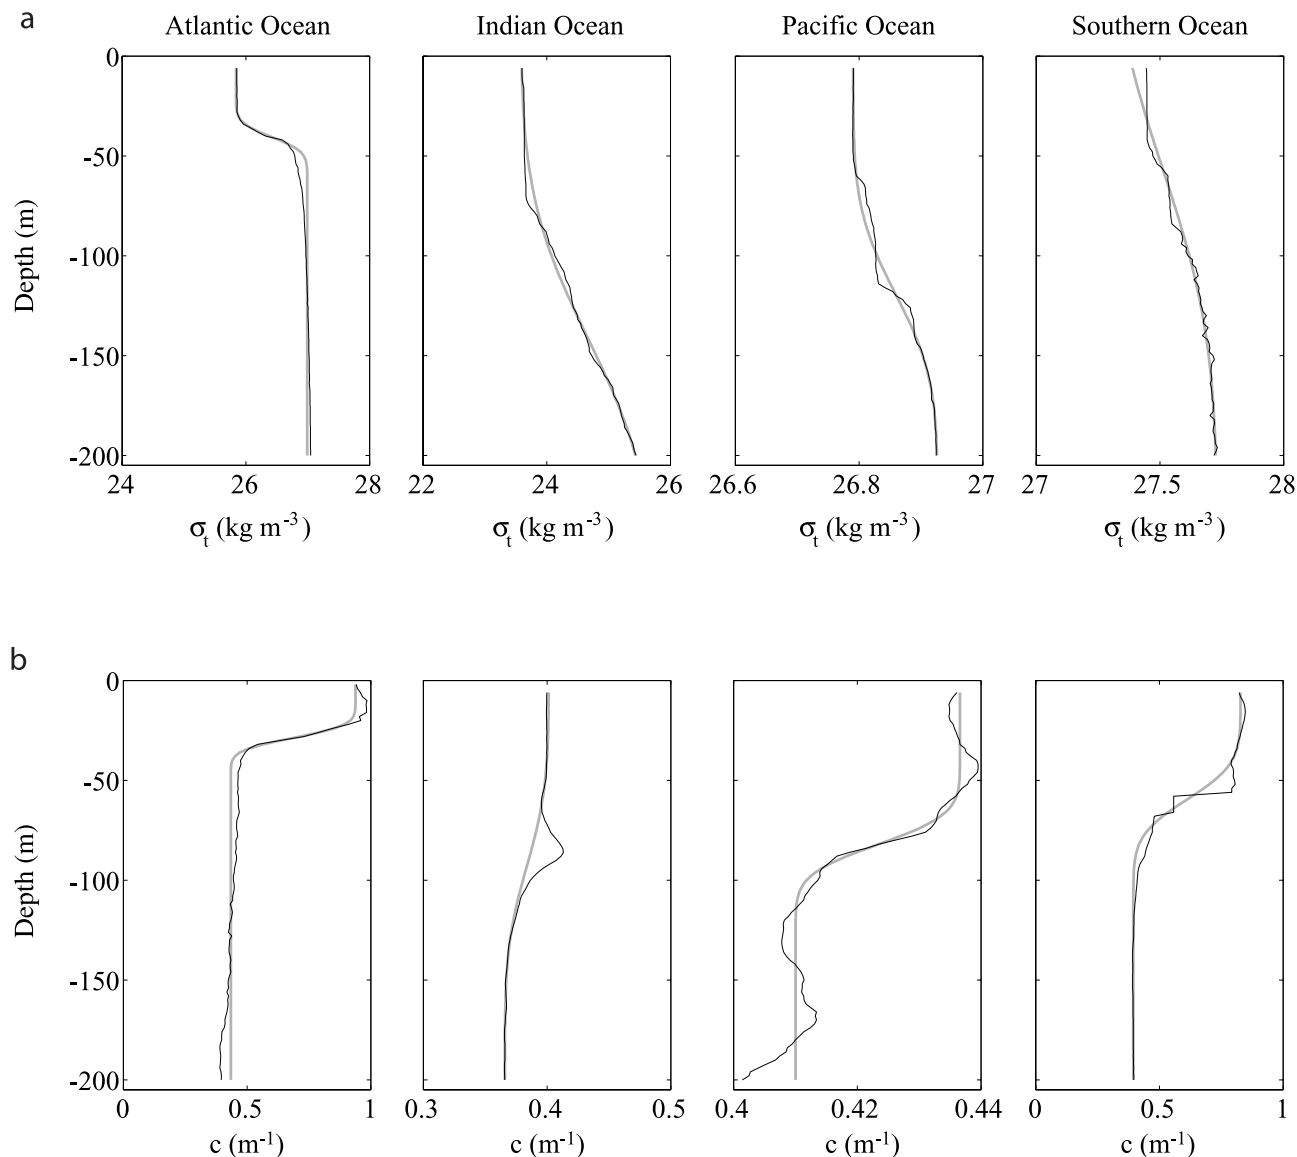 a
Atlantic Ocean Indian Ocean Pacific Ocean Southern Ocean
0
-50
-100
-150
-200
Depth (m)
24 26 28 22 24 26 26.6 26.8 27 27 27.5 28
σt (kg m-3) σt (kg m-3) σt (kg m-3) σt (kg m-3)
b
0
-50
-100
-150
-200
Depth (m)
0 0.5 1 0.3 0.4 0.5 0.4 0.42 0.44 0 0.5 1
c (m-1) c (m-1) c (m-1) c (m-1)